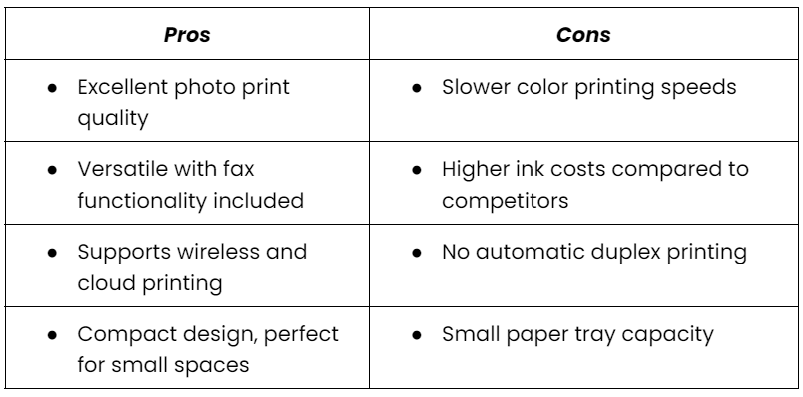 Pros
Cons
● Excellent photo print
quality
● Slower color printing speeds
● Versatile with fax
functionality included
● Higher ink costs compared to
competitors
● Supports wireless and
cloud printing
● No automatic duplex printing
● Compact design, perfect
for small spaces
● Small paper tray capacity